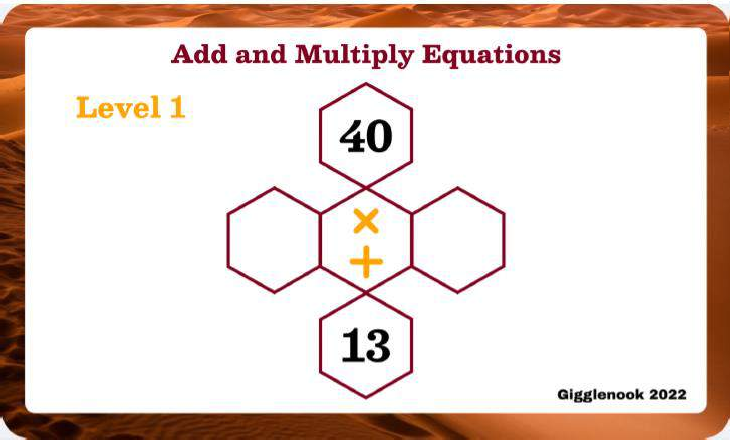 Add and Multiply Equations
Level 1
40
×
+
13
Gigglenook 2022